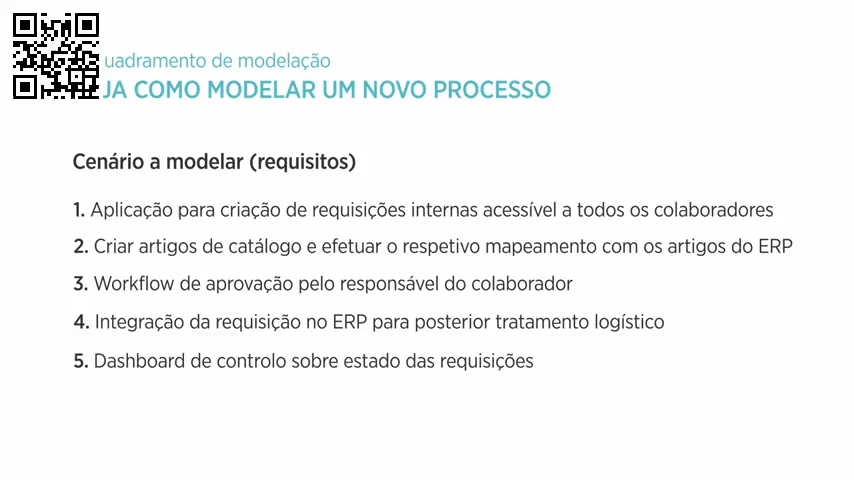 uadramento de modelação
JA COMO MODELAR UM NOVO PROCESSO
Cenário a modelar (requisitos)
1. Aplicação para criação de requisições internas acessível a todos os colaboradores
2. Criar artigos de catálogo e efetuar o respetivo mapeamento com os artigos do ERP
3. Workflow de aprovação pelo responsável do colaborador
4. Integração da requisição no ERP para posterior tratamento logístico
5. Dashboard de controlo sobre estado das requisições